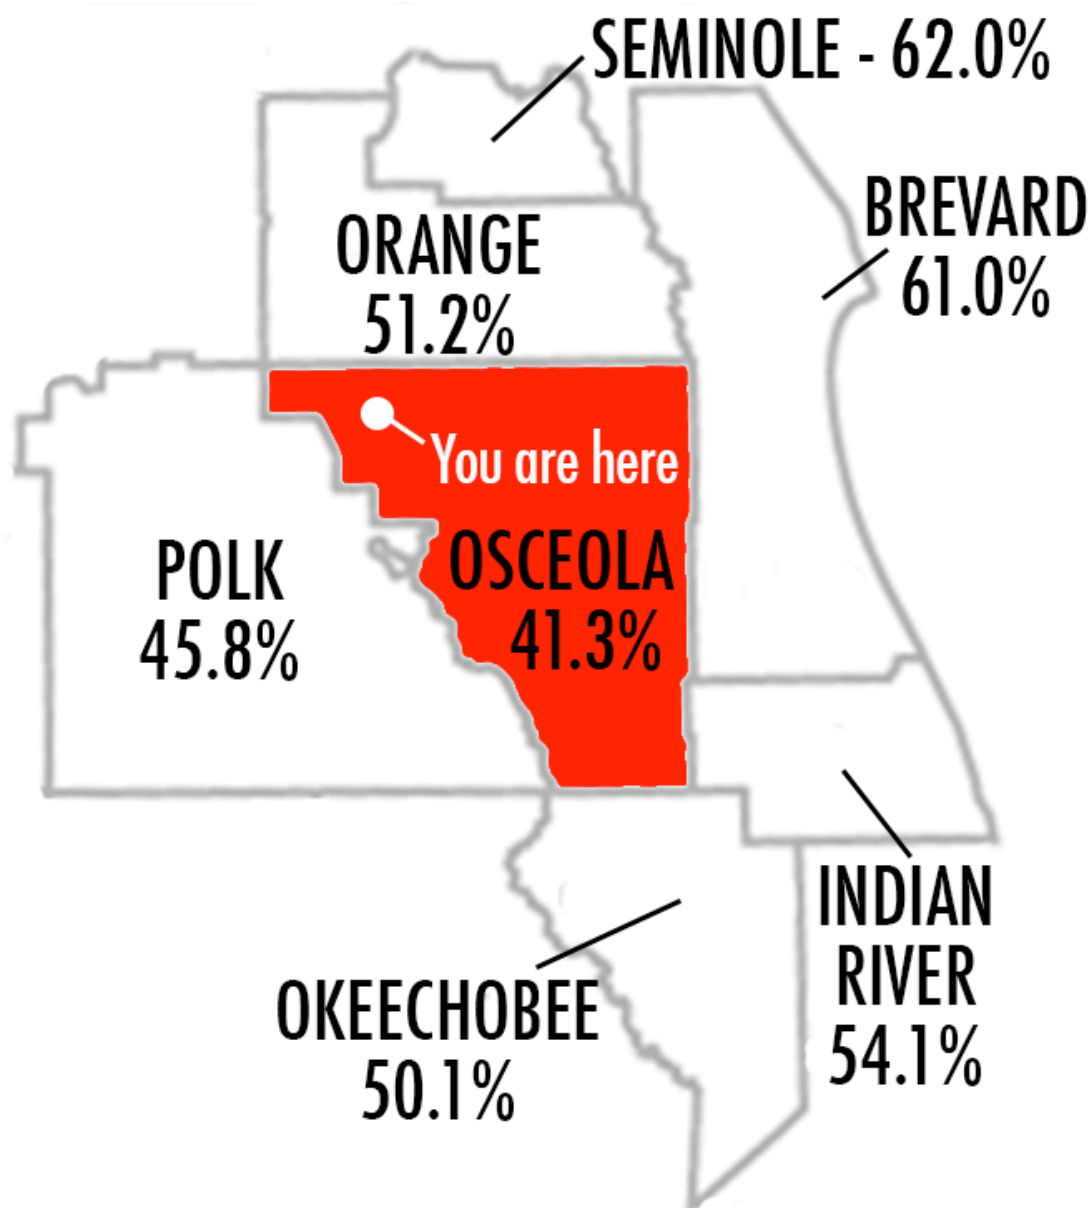 SEMINOLE - 62.0%
BREVARD
61.0%
ORANGE
51.2%
You are here
OSCEOLA
41.3%
POLK
45.8%
INDIAN
RIVER
54.1%
OKEECHOBEE
50.1%